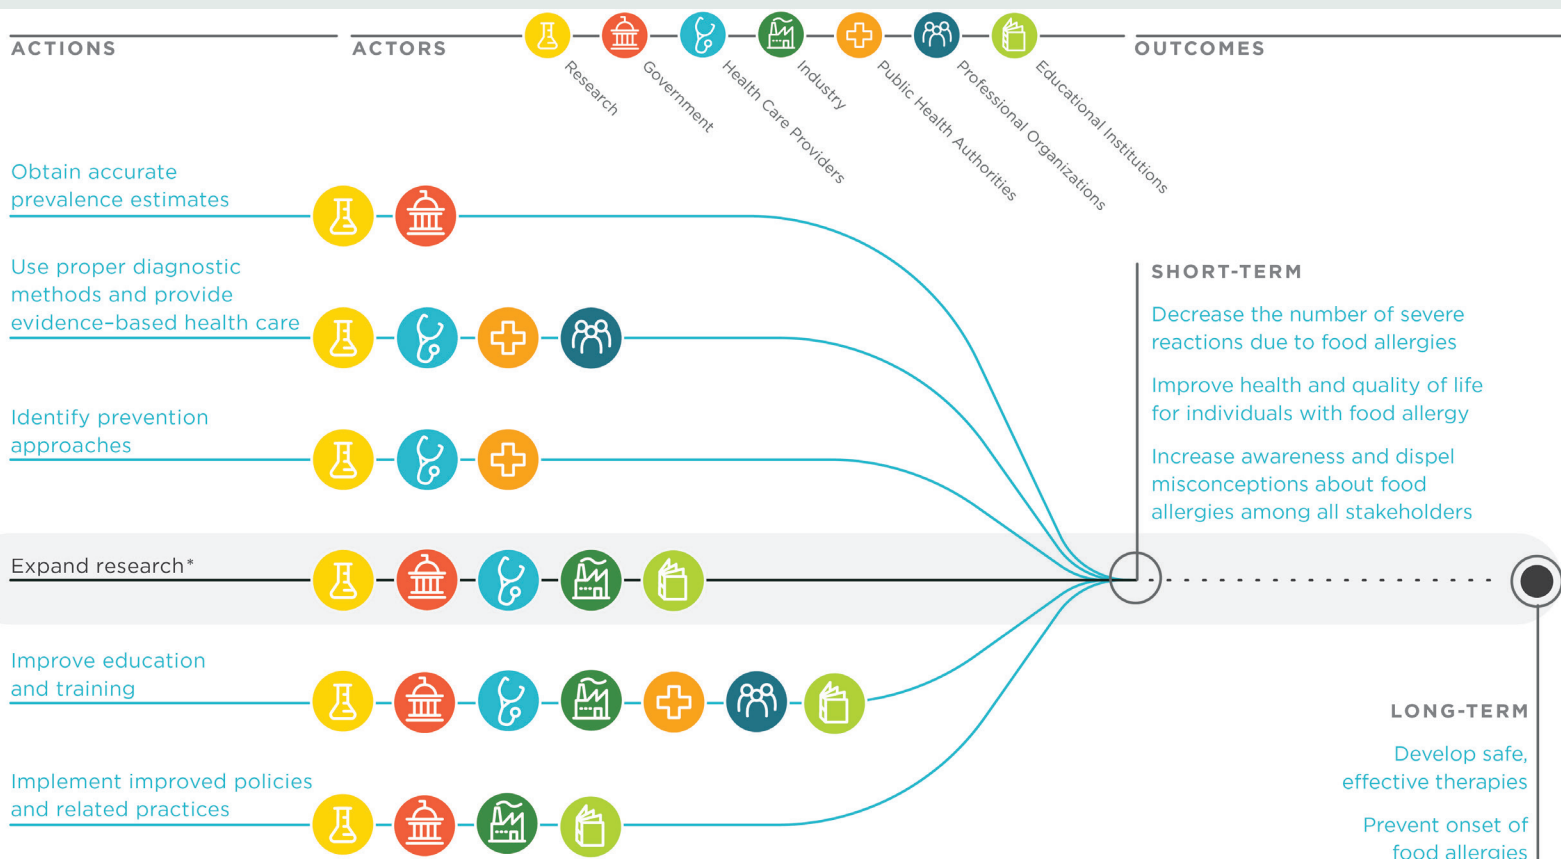 ACTIONS
ACTORS
Research
Government
Health Care Providers
Industry
Public Health Authorities
Professional Organizations
Educational Institutions
OUTCOMES
Obtain accurate
prevalence estimates
Use proper diagnostic
methods and provide
evidence–based health care
Identify prevention
approaches
Expand research*
Improve education
and training
Implement improved policies
and related practices
SHORT-TERM
Decrease the number of severe
reactions due to food allergies
Improve health and quality of life
for individuals with food allergy
Increase awareness and dispel
misconceptions about food
allergies among all stakeholders
LONG-TERM
Develop safe,
effective therapies
Prevent onset of
food allergies